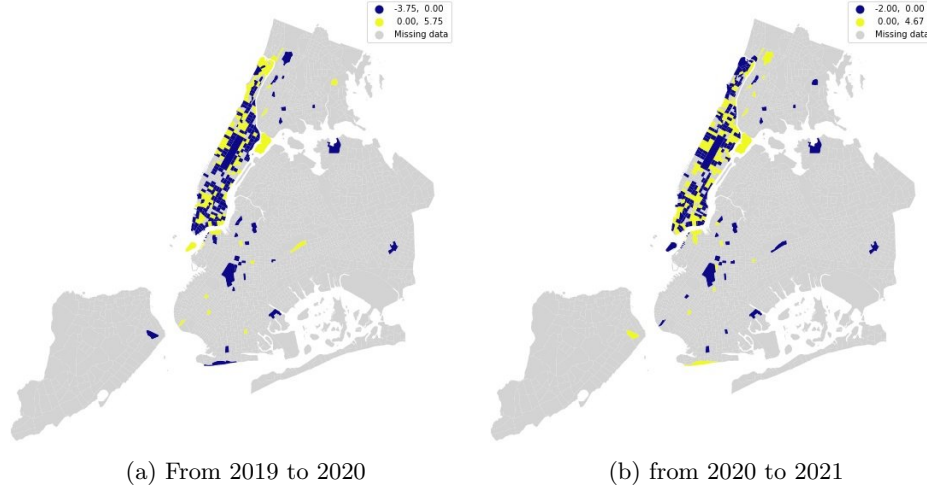 -3.75, 0.00
0.00, 5.75
Missing data
-2.00, 0.00
0.00, 4.67
Missing data
(a) From 2019 to 2020
(b) from 2020 to 2021